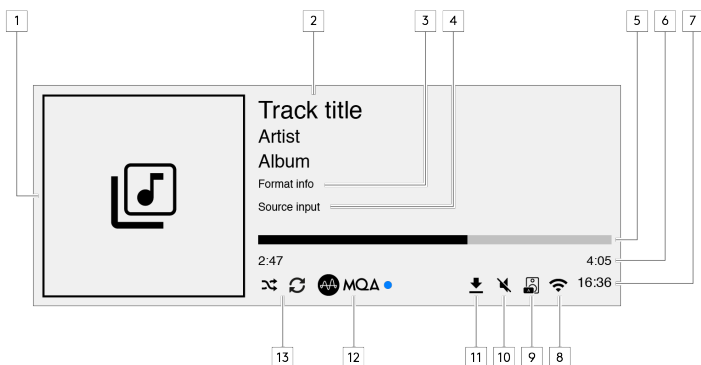 1 2 3 4 5 6 7
Track title
Artist
Album
Format info
Source input
2:47 4:05
MQA 16:36
13 12 11 10 9 8